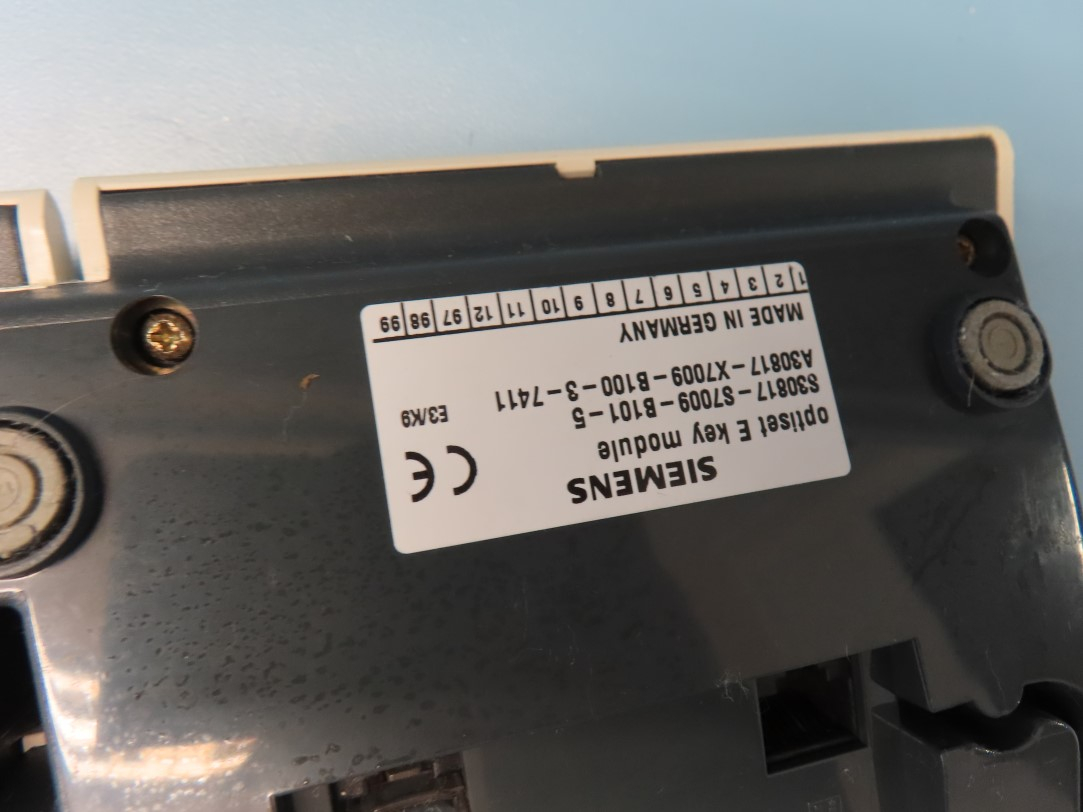 SIEMENS
optiset E key module
S30817-S7009-B101-5
A30817-X7009-B100-3-7411
E3/K9
MADE IN GERMANY
1 2 3 4 5 6 7 8 9 10 11 12 97 98 99